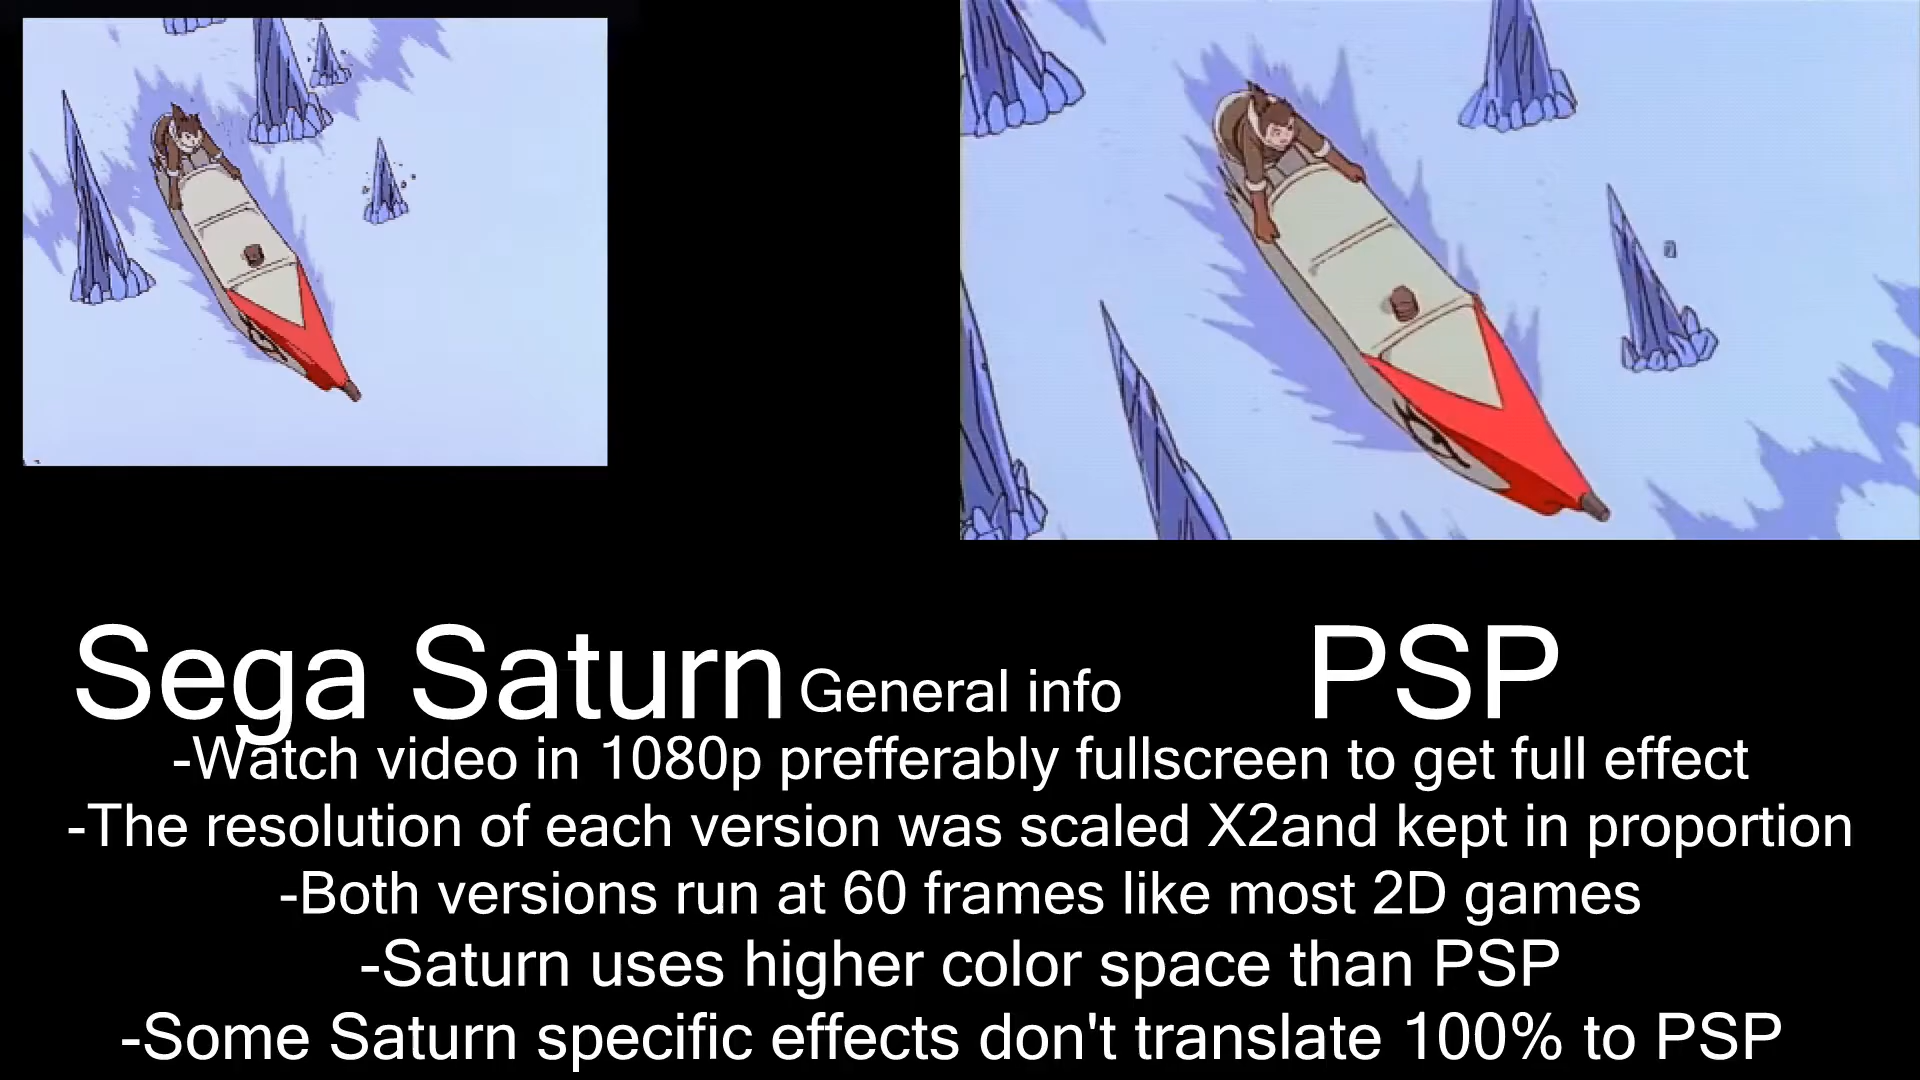 Sega Saturn General info PSP
-Watch video in 1080p prefferably fullscreen to get full effect
-The resolution of each version was scaled X2and kept in proportion
-Both versions run at 60 frames like most 2D games
-Saturn uses higher color space than PSP
-Some Saturn specific effects don't translate 100% to PSP